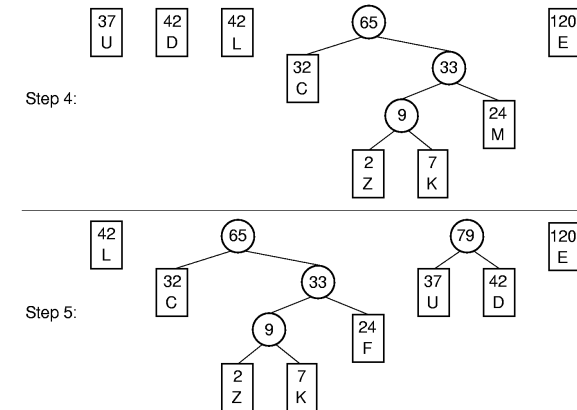 37 42 42 65 120
U D L E
32 33
C
Step 4:
9 24
M
2 7
Z K
42 65 79 120
L E
32 33 37 42
C U D
Step 5:
9 24
F
2 7
Z K